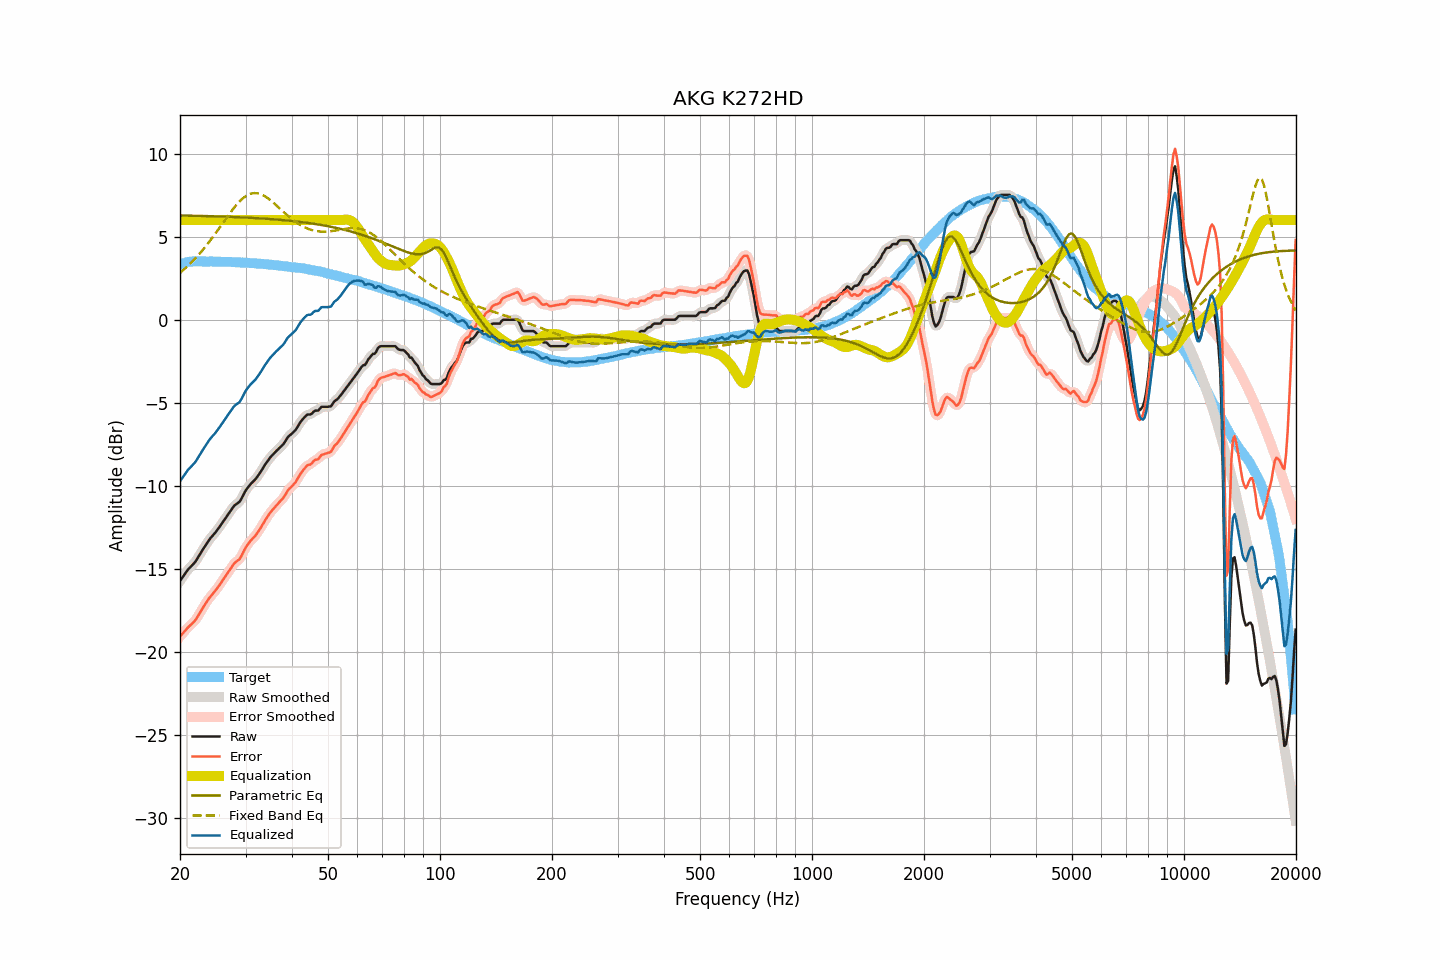 AKG K272HD
10
5
0
−5
−10
−15
−20
−25
−30
Amplitude (dBr)
Target
Raw Smoothed
Error Smoothed
Raw
Error
Equalization
Parametric Eq
Fixed Band Eq
Equalized
20 50 100 200 500 1000 2000 5000 10000 20000
Frequency (Hz)